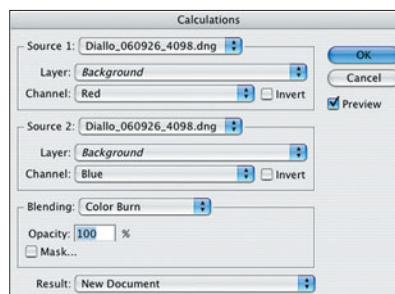 Calculations
Source 1: Diallo_060926_4098.dng
OK
Layer: Background
Cancel
Channel: Red Invert
Preview
Source 2: Diallo_060926_4098.dng
Layer: Background
Channel: Blue Invert
Blending: Color Burn
Opacity: 100 %
Mask...
Result: New Document